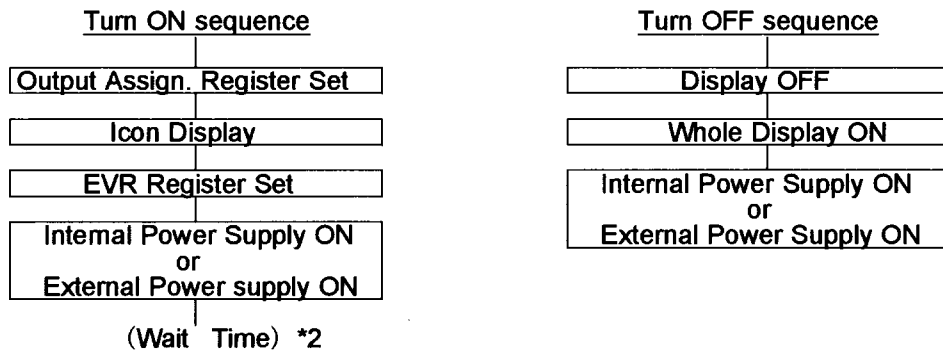 Turn ON sequence
Output Assign. Register Set
Icon Display
EVR Register Set
Internal Power Supply ON
or
External Power supply ON
(Wait Time) *2
Turn OFF sequence
Display OFF
Whole Display ON
Internal Power Supply ON
or
External Power Supply ON